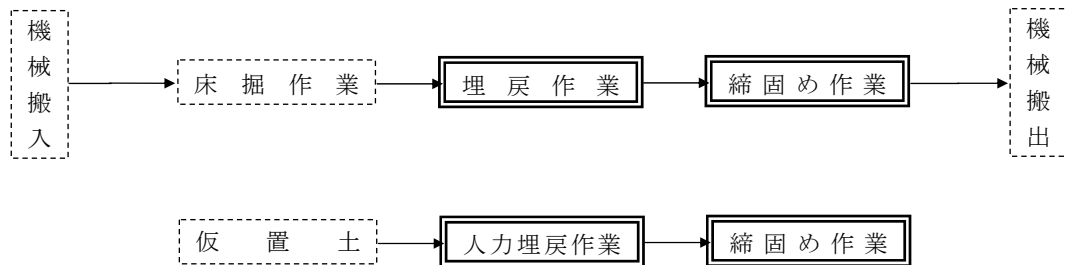 機械搬入
床掘作業
埋戻作業
締固め作業
機械搬出
仮置土
人力埋戻作業
締固め作業